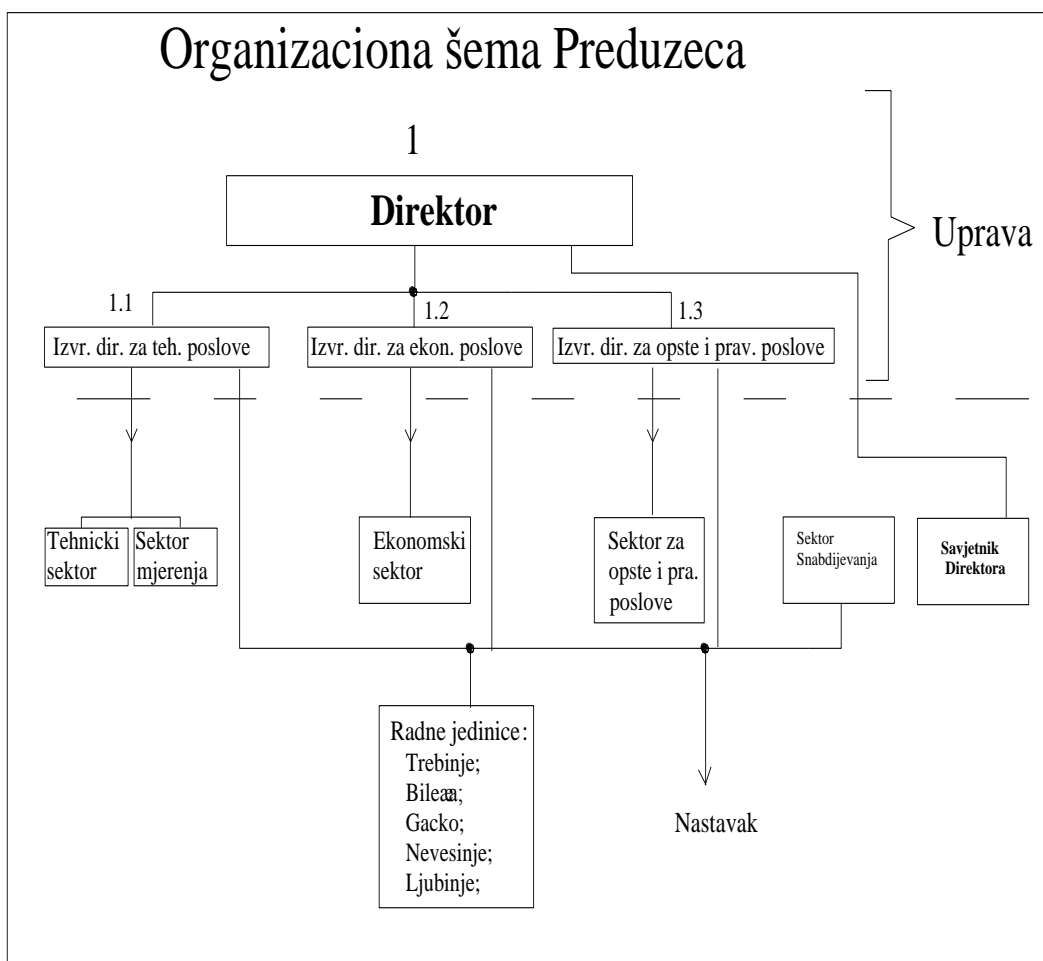 Organizaciona šema Preduzeca
1
Direktor
Uprava
1.1
1.2
1.3
Izvr. dir. za teh. poslove
Izvr. dir. za ekon. poslove
Izvr. dir. za opste i prav. poslove
Tehnicki
sektor
Sektor
mjerenja
Ekonomski
sektor
Sektor za
opste i pra.
poslove
Sektor
Snabdijevanja
Savjetnik
Direktora
Radne jedinice:
Trebinje;
Bileæa;
Gacko;
Nevesinje;
Ljubinje;
Nastavak